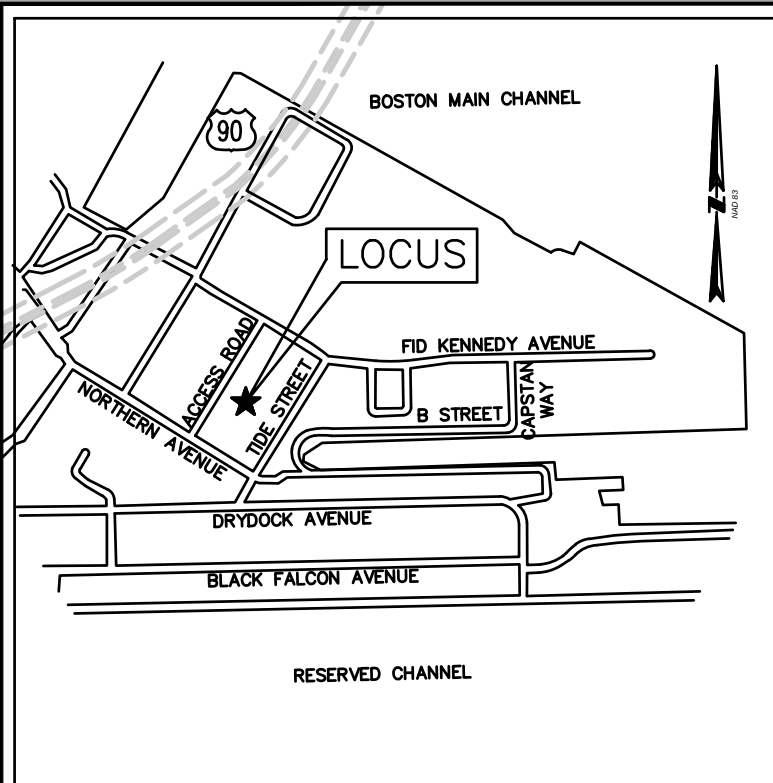 BOSTON MAIN CHANNEL
90
N
NAD 83
LOCUS
FID KENNEDY AVENUE
ACCESS ROAD
TIDE STREET
CAPSTAN
WAY
B STREET
NORTHERN AVENUE
DRYDOCK AVENUE
BLACK FALCON AVENUE
RESERVED CHANNEL